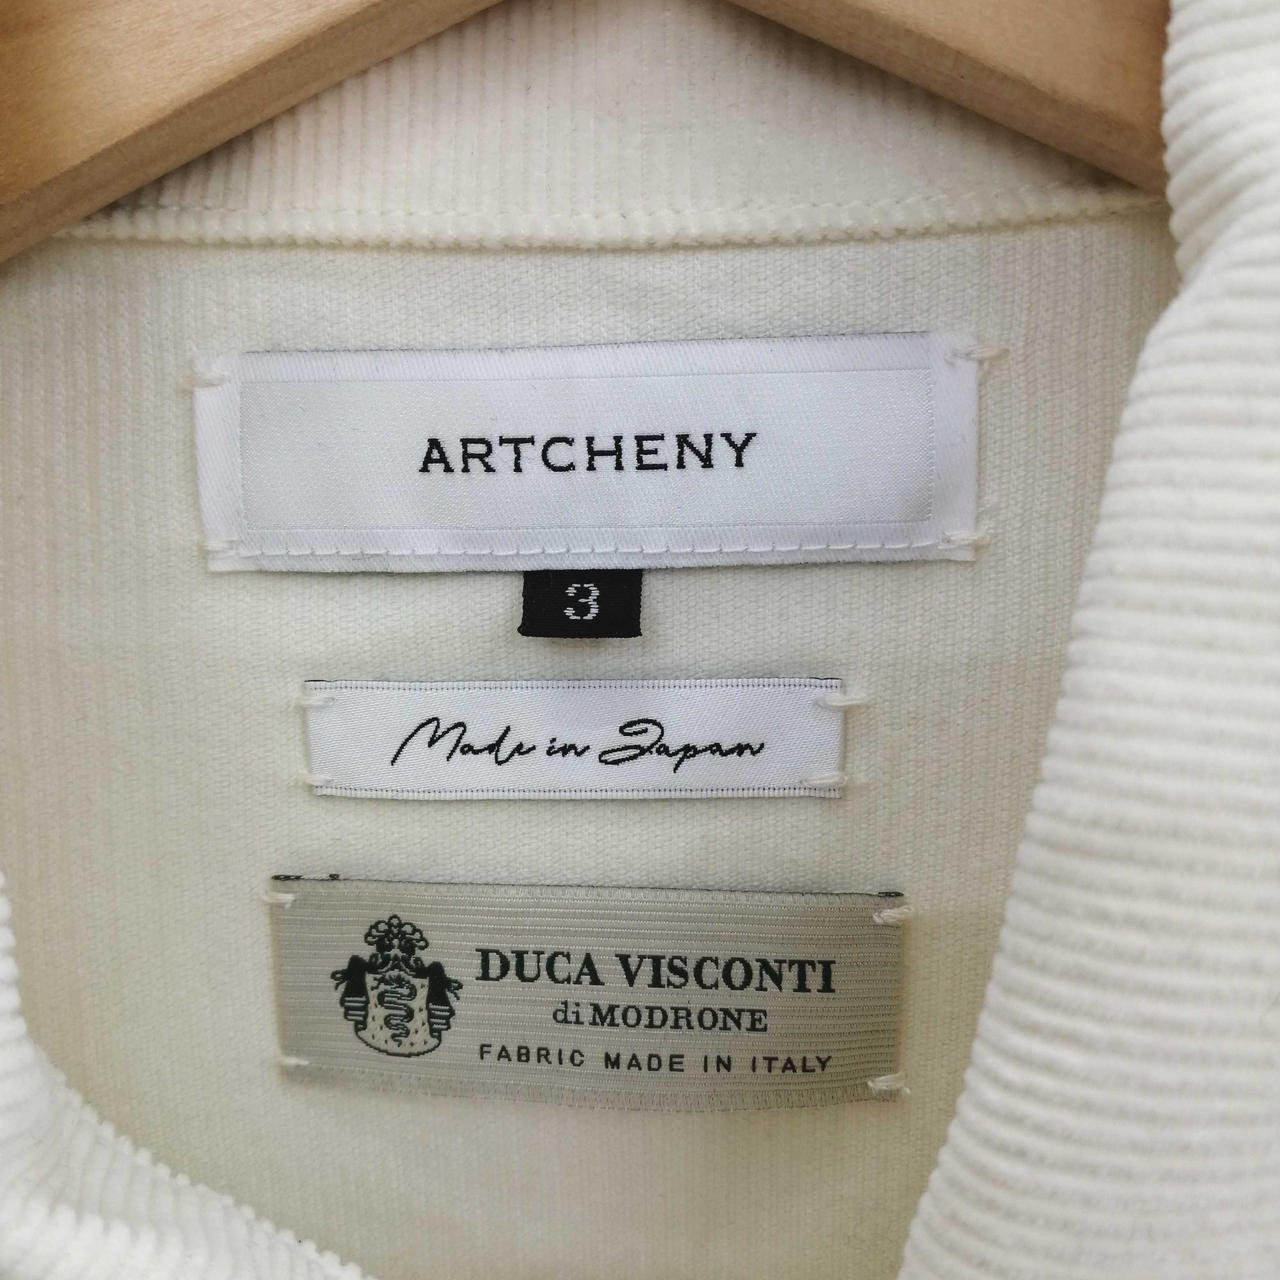 ARTCHENY
3
Made in Japan
DUCA VISCONTI
di MODRONE
FABRIC MADE IN ITALY